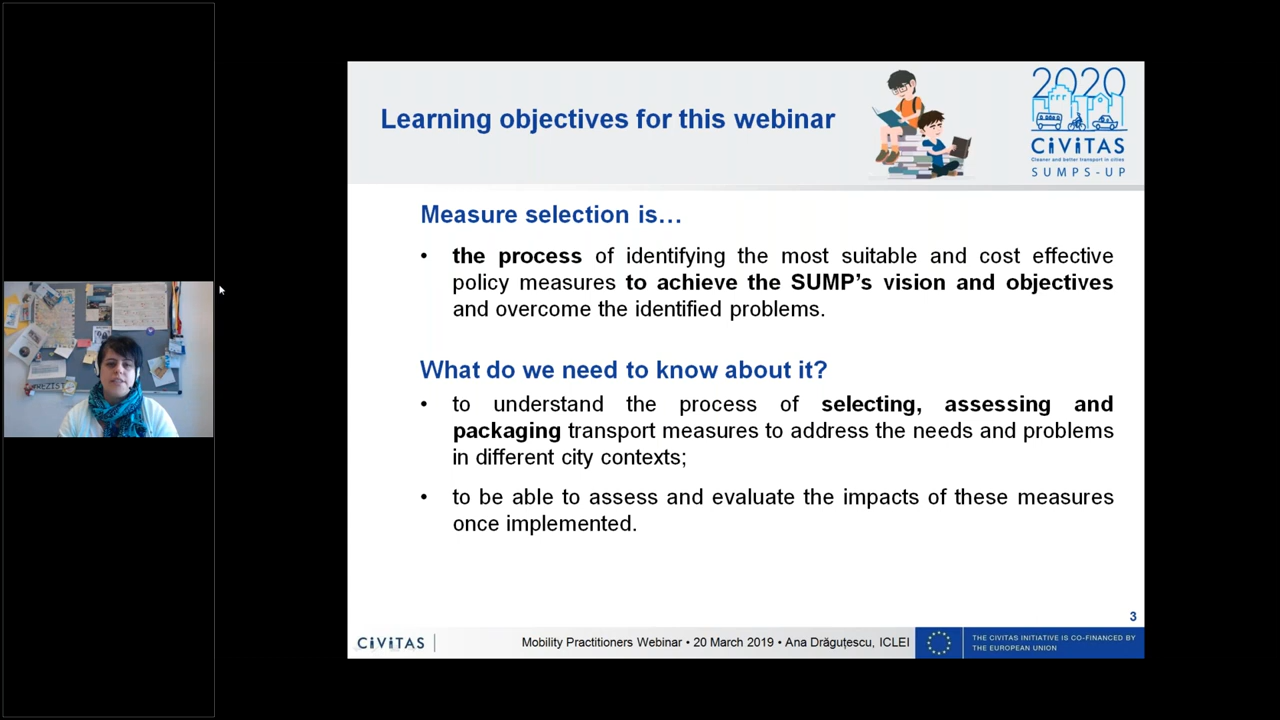 Learning objectives for this webinar
2020
CiViTAS
Cleaner and better transport in cities
SUMPS-UP
Measure selection is…
• the process of identifying the most suitable and cost effective
policy measures to achieve the SUMP’s vision and objectives
and overcome the identified problems.
What do we need to know about it?
• to understand the process of selecting, assessing and
packaging transport measures to address the needs and problems
in different city contexts;
• to be able to assess and evaluate the impacts of these measures
once implemented.
3
CiViTAS
Mobility Practitioners Webinar • 20 March 2019 • Ana Drăguțescu, ICLEI
THE CIVITAS INITIATIVE IS CO-FINANCED BY
THE EUROPEAN UNION